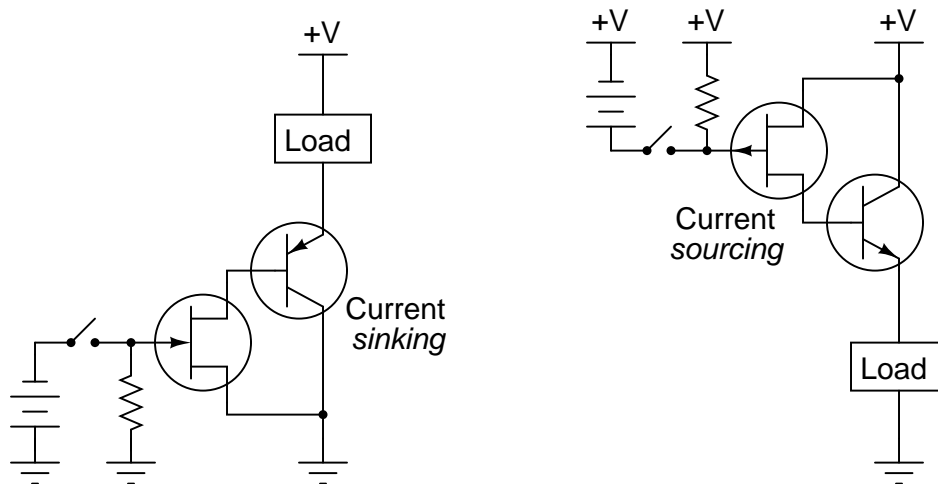 +V
Load
Current
sinking
+V
+V
+V
Current
sourcing
Load